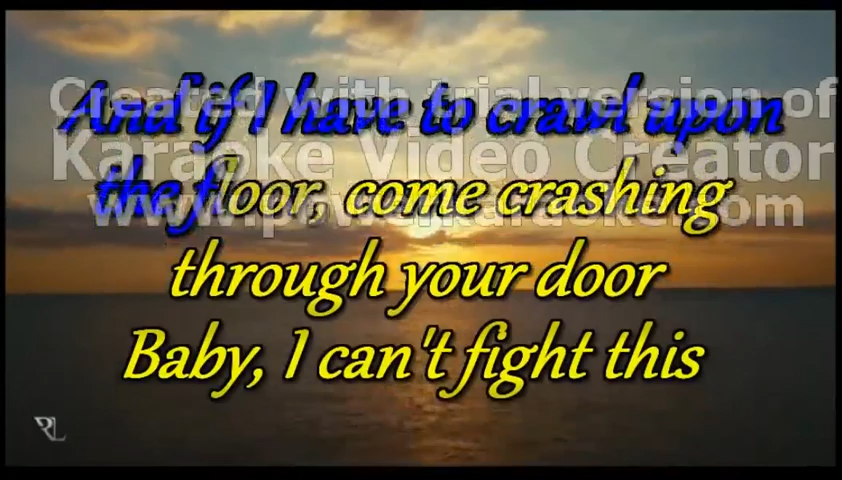 Created with trial version of
And if I have to crawl upon
Karaoke Video Creator
the floor, come crashing
through your door
Baby, I can't fight this
RL